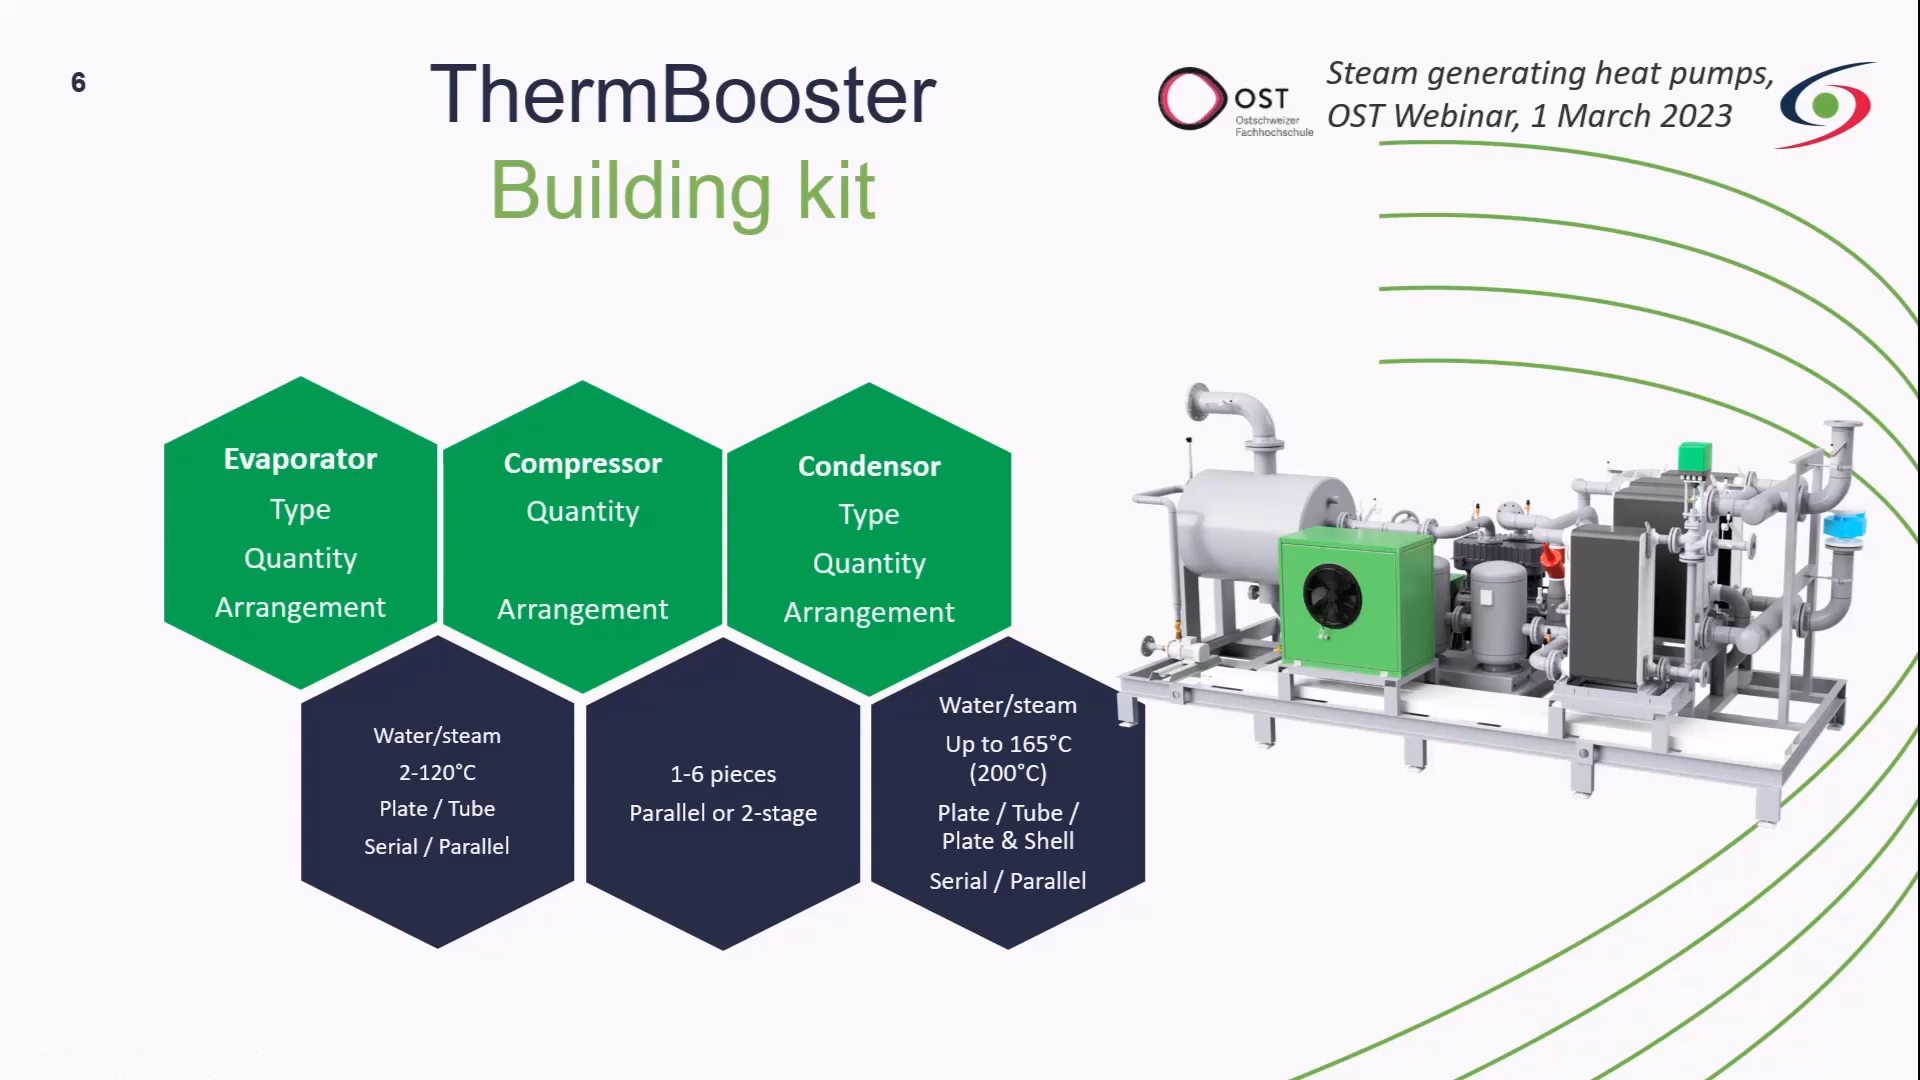 6
ThermBooster
Building kit
OST
Ostschweizer
Fachhochschule
Steam generating heat pumps,
OST Webinar, 1 March 2023
Evaporator
Type
Quantity
Arrangement
Compressor
Quantity
Arrangement
Condensor
Type
Quantity
Arrangement
Water/steam
2-120°C
Plate / Tube
Serial / Parallel
1-6 pieces
Parallel or 2-stage
Water/steam
Up to 165°C
(200°C)
Plate / Tube /
Plate & Shell
Serial / Parallel